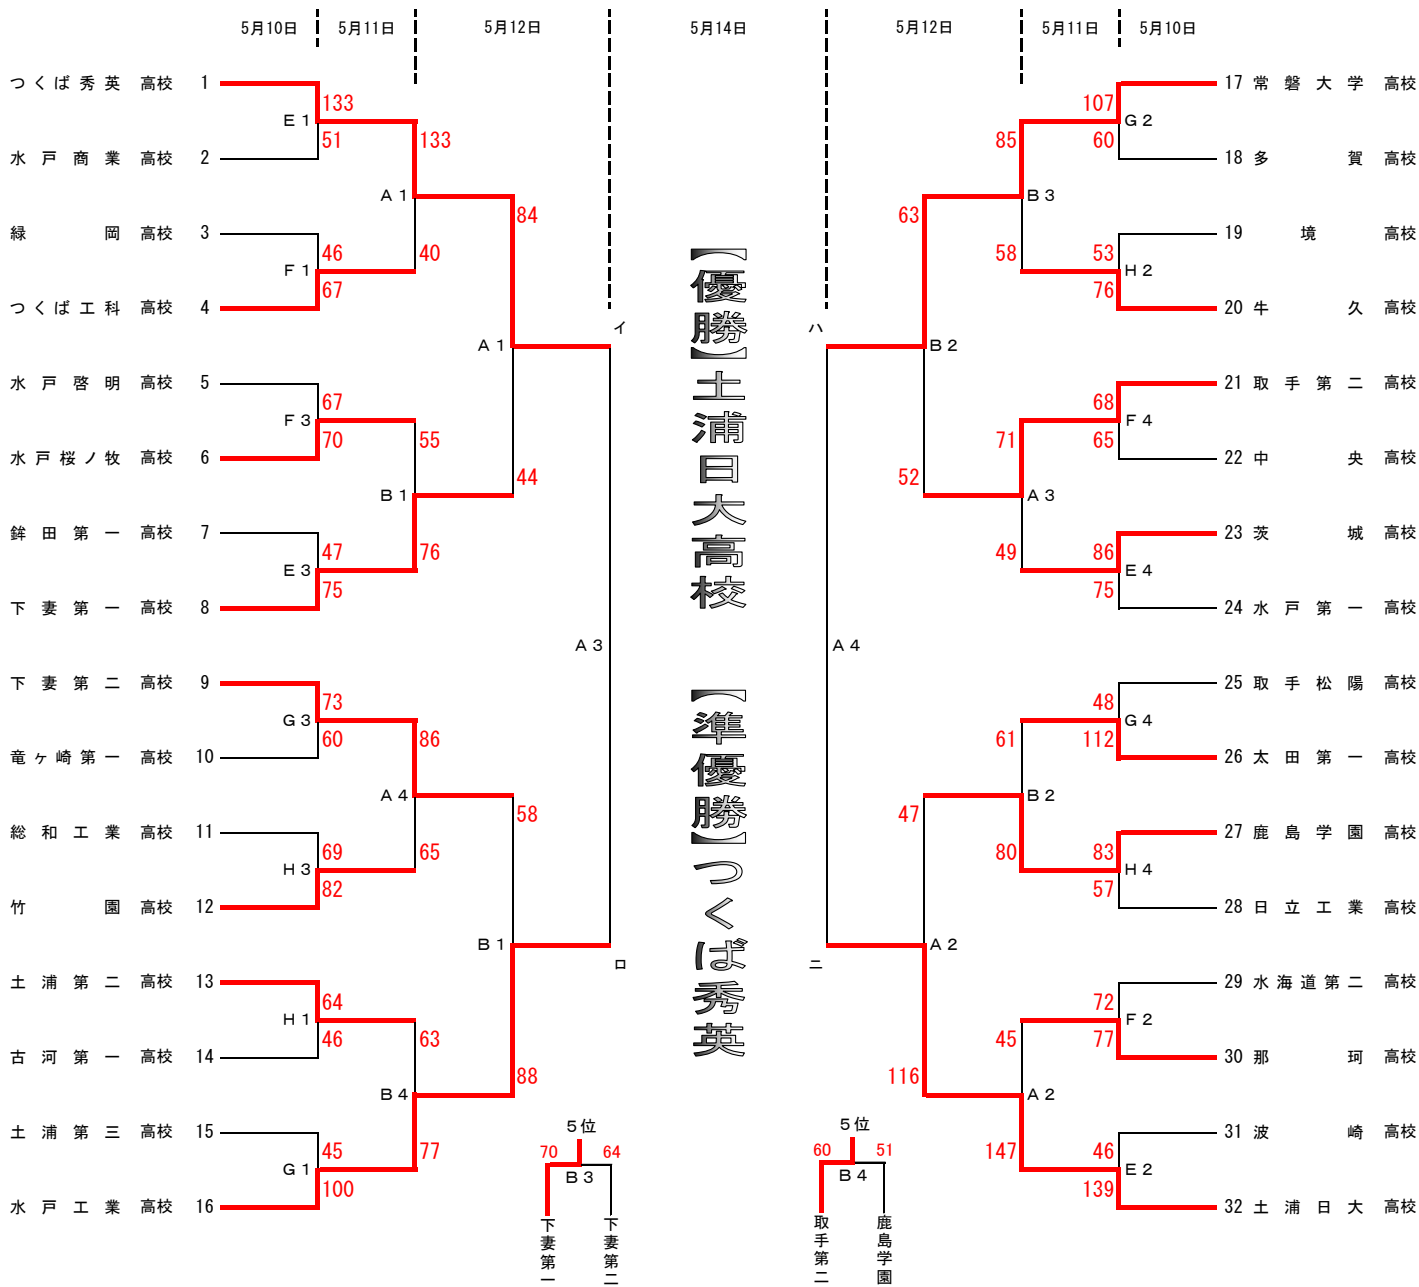 5月10日 5月11日 5月12日 5月14日 5月12日 5月11日 5月10日
つくば秀英 高校 1
水戸商業 高校 2
緑岡 高校 3
つくば工科 高校 4
水戸啓明 高校 5
水戸桜ノ牧 高校 6
鉾田第一 高校 7
下妻第一 高校 8
下妻第二 高校 9
竜ヶ崎第一 高校 10
総和工業 高校 11
竹園 高校 12
土浦第二 高校 13
古河第一 高校 14
土浦第三 高校 15
水戸工業 高校 16
E1
133
51
F1
46
67
F3
67
70
E3
47
75
G3
73
60
H3
69
82
H1
64
46
G1
45
100
A1
133
40
B1
55
76
A4
86
65
B4
63
77
A1
84
44
B1
58
88
イ
A3
ロ
【優勝】土浦日大高校
【準優勝】つくば秀英
ハ
A4
ニ
63
B2
52
47
A2
116
85
B3
58
71
A3
49
61
B2
80
45
A2
147
107
G2
60
53
H2
76
68
F4
65
86
E4
75
48
G4
112
83
H4
57
72
F2
77
46
E2
139
17 常磐大学 高校
18 多賀 高校
19 境 高校
20 牛久 高校
21 取手第二 高校
22 中央 高校
23 茨城 高校
24 水戸第一 高校
25 取手松陽 高校
26 太田第一 高校
27 鹿島学園 高校
28 日立工業 高校
29 水海道第二 高校
30 那珂 高校
31 波崎 高校
32 土浦日大 高校
5位
70 64
B3
下妻第一
下妻第二
5位
60 51
B4
取手第二
鹿島学園